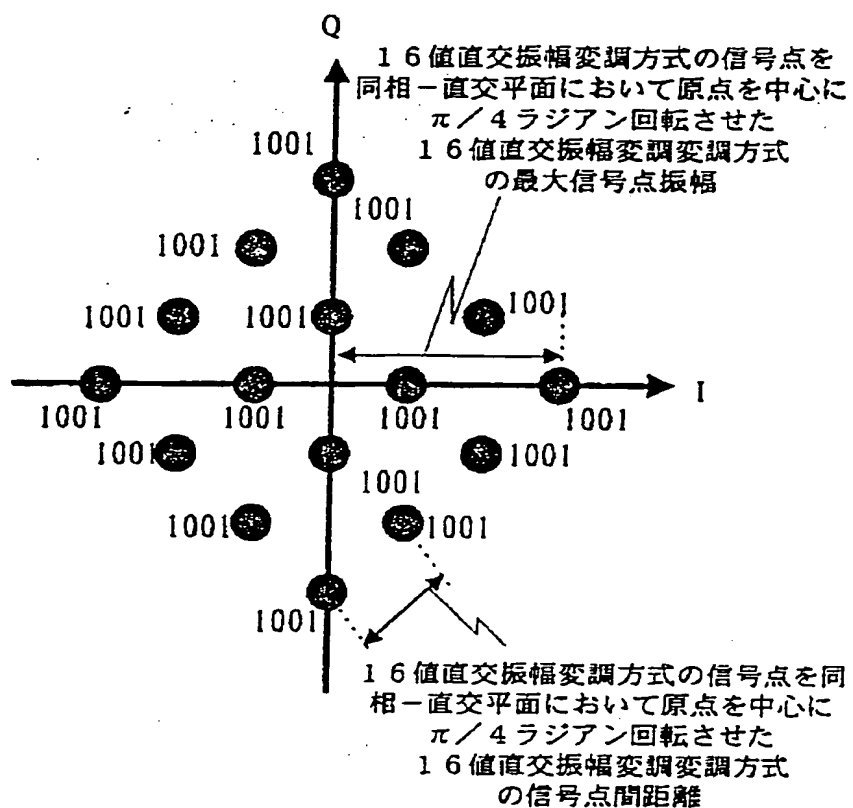 Q
16値直交振幅変調方式の信号点を
同相－直交平面において原点を中心に
π／4ラジアン回転させた
16値直交振幅変調変調方式
の最大信号点振幅
1001
1001
1001
1001
1001
1001
I
1001
1001
1001
1001
1001
1001
1001
1001
1001
1001
16値直交振幅変調方式の信号点を同
相－直交平面において原点を中心に
π／4ラジアン回転させた
16値直交振幅変調変調方式
の信号点間距離